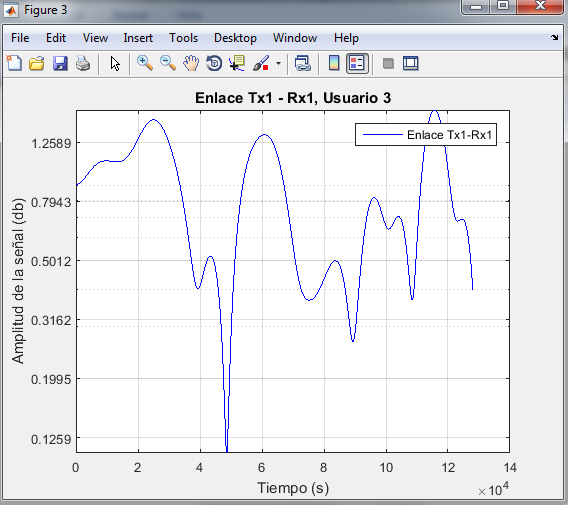 Figure 3
File Edit View Insert Tools Desktop Window Help
Enlace Tx1 - Rx1, Usuario 3
Enlace Tx1-Rx1
Amplitud de la señal (db)
1.2589
0.7943
0.5012
0.3162
0.1995
0.1259
0 2 4 6 8 10 12 14
Tiempo (s)
×10^4